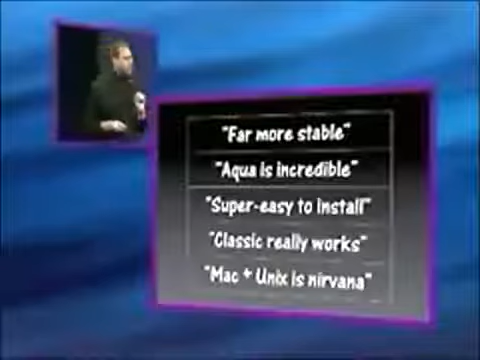 "Far more stable"
"Aqua is incredible"
"Super-easy to Install"
"Classic really works"
"Mac + Unix is nirvana"